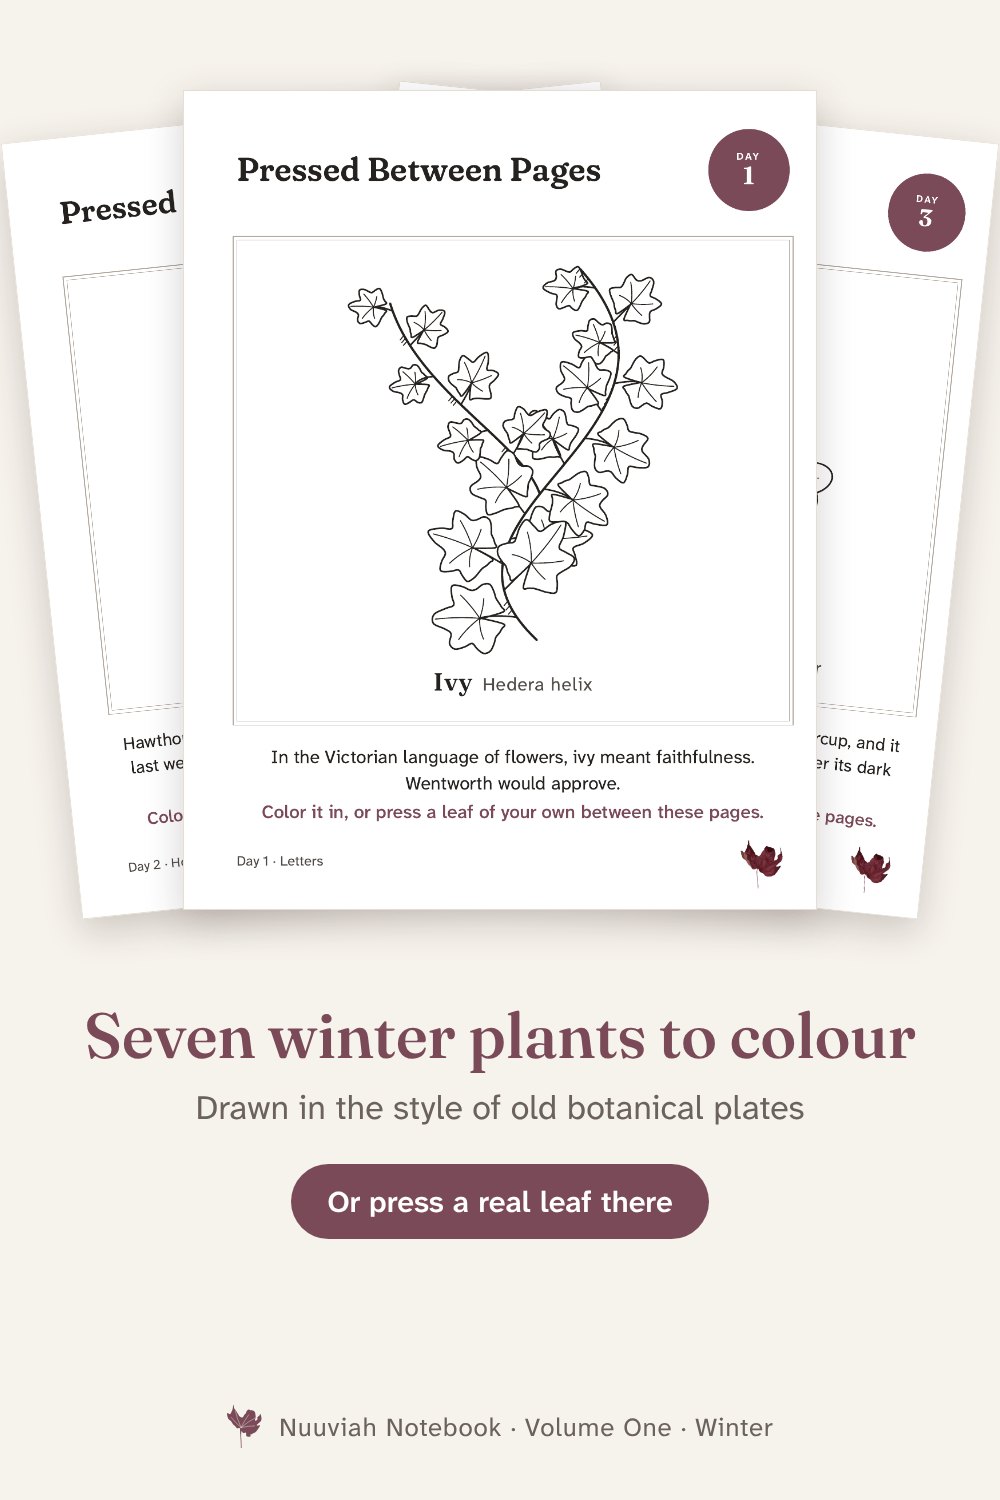 Pressed Between Pages
DAY
1
Ivy Hedera helix
In the Victorian language of flowers, ivy meant faithfulness.
Wentworth would approve.
Color it in, or press a leaf of your own between these pages.
Day 1 · Letters
Pressed
last we
Colo
Day 2 ·
DAY
3
rcup, and it
er its dark
pages.
Seven winter plants to colour
Drawn in the style of old botanical plates
Or press a real leaf there
Nuuviah Notebook · Volume One · Winter